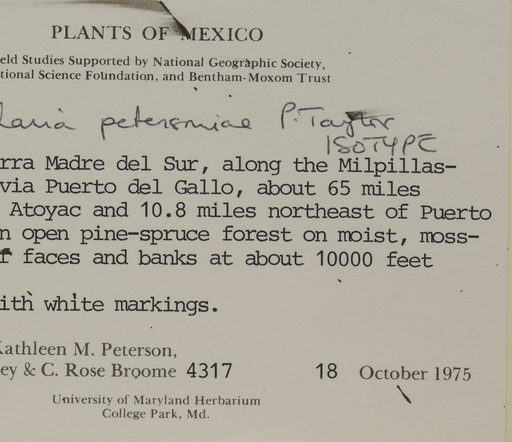 PLANTS OF MEXICO
eld Studies Supported by National Geographic Society,
tional Science Foundation, and Bentham-Moxom Trust
laria petersoniae P. Taylor
ISOTYPE
rra Madre del Sur, along the Milpillas-
via Puerto del Gallo, about 65 miles
Atoyac and 10.8 miles northeast of Puerto
n open pine-spruce forest on moist, moss-
f faces and banks at about 10000 feet
ith white markings.
Kathleen M. Peterson,
ey & C. Rose Broome 4317 18 October 1975
University of Maryland Herbarium
College Park, Md.